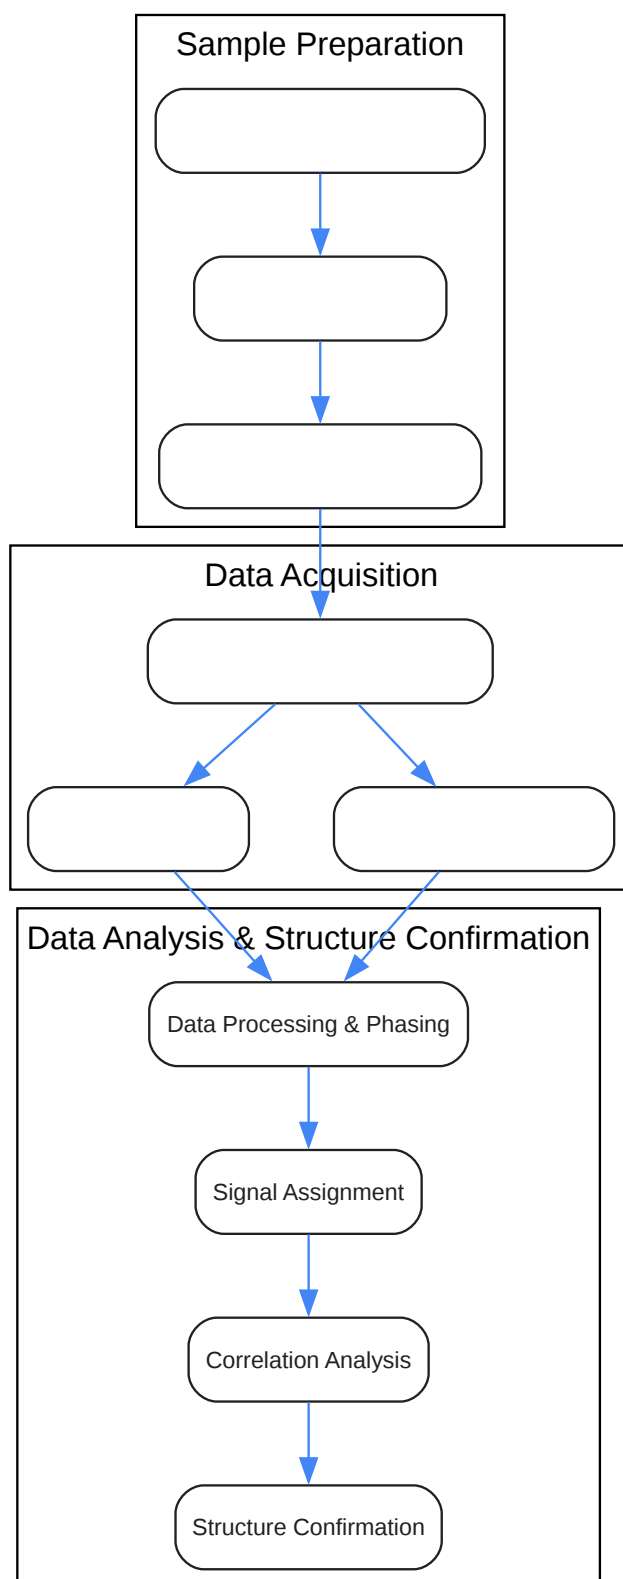 Sample Preparation
Data Acquisition
Data Analysis & Structure Confirmation
Data Processing & Phasing
Signal Assignment
Correlation Analysis
Structure Confirmation